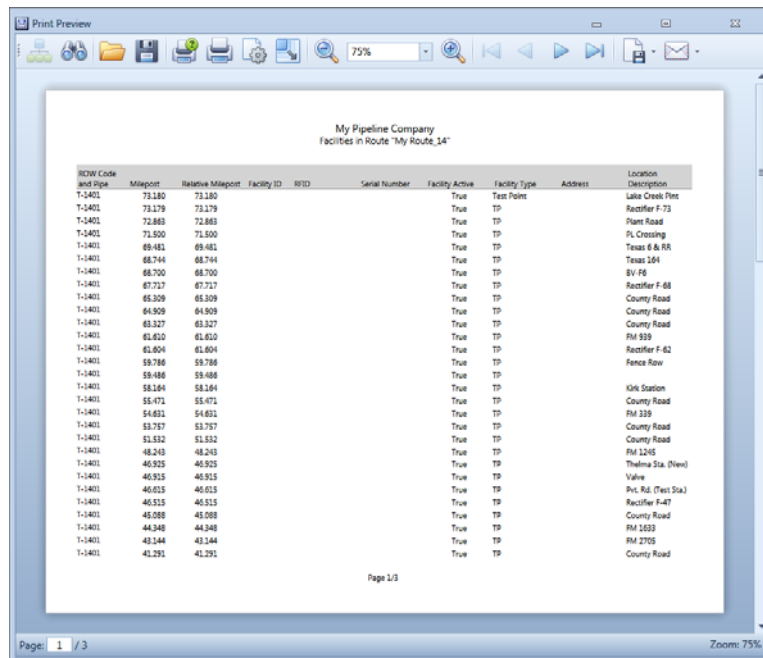 Print Preview
75%
My Pipeline Company
Facilities in Route "My Route_14"
ROW Code and Pipe Milepost Relative Milepost Facility ID RFID Serial Number Facility Active Facility Type Address Location Description
T-1401 73.180 73.180 True Test Point Lake Creek Pint
T-1401 73.179 73.179 True TP Rectifier F-73
T-1401 72.863 72.863 True TP Plant Road
T-1401 71.500 71.500 True TP PL Crossing
T-1401 69.481 69.481 True TP Texas 6 & RR
T-1401 68.744 68.744 True TP Texas 164
T-1401 68.700 68.700 True TP BV-F6
T-1401 67.717 67.717 True TP Rectifier F-68
T-1401 65.309 65.309 True TP County Road
T-1401 64.909 64.909 True TP County Road
T-1401 63.327 63.327 True TP County Road
T-1401 61.610 61.610 True TP FM 939
T-1401 61.604 61.604 True TP Rectifier F-62
T-1401 59.786 59.786 True TP Fence Row
T-1401 59.486 59.486 True TP
T-1401 58.164 58.164 True TP Kirk Station
T-1401 55.471 55.471 True TP County Road
T-1401 54.631 54.631 True TP FM 339
T-1401 53.757 53.757 True TP County Road
T-1401 51.532 51.532 True TP County Road
T-1401 48.243 48.243 True TP FM 1245
T-1401 46.925 46.925 True TP Thelma Sta. (New)
T-1401 46.915 46.915 True TP Valve
T-1401 46.615 46.615 True TP Pvt. Rd. (Test Sta.)
T-1401 46.515 46.515 True TP Rectifier F-47
T-1401 45.088 45.088 True TP County Road
T-1401 44.348 44.348 True TP FM 1633
T-1401 43.144 43.144 True TP FM 2705
T-1401 41.291 41.291 True TP County Road
Page 1/3
Page: 1 / 3 Zoom: 75%